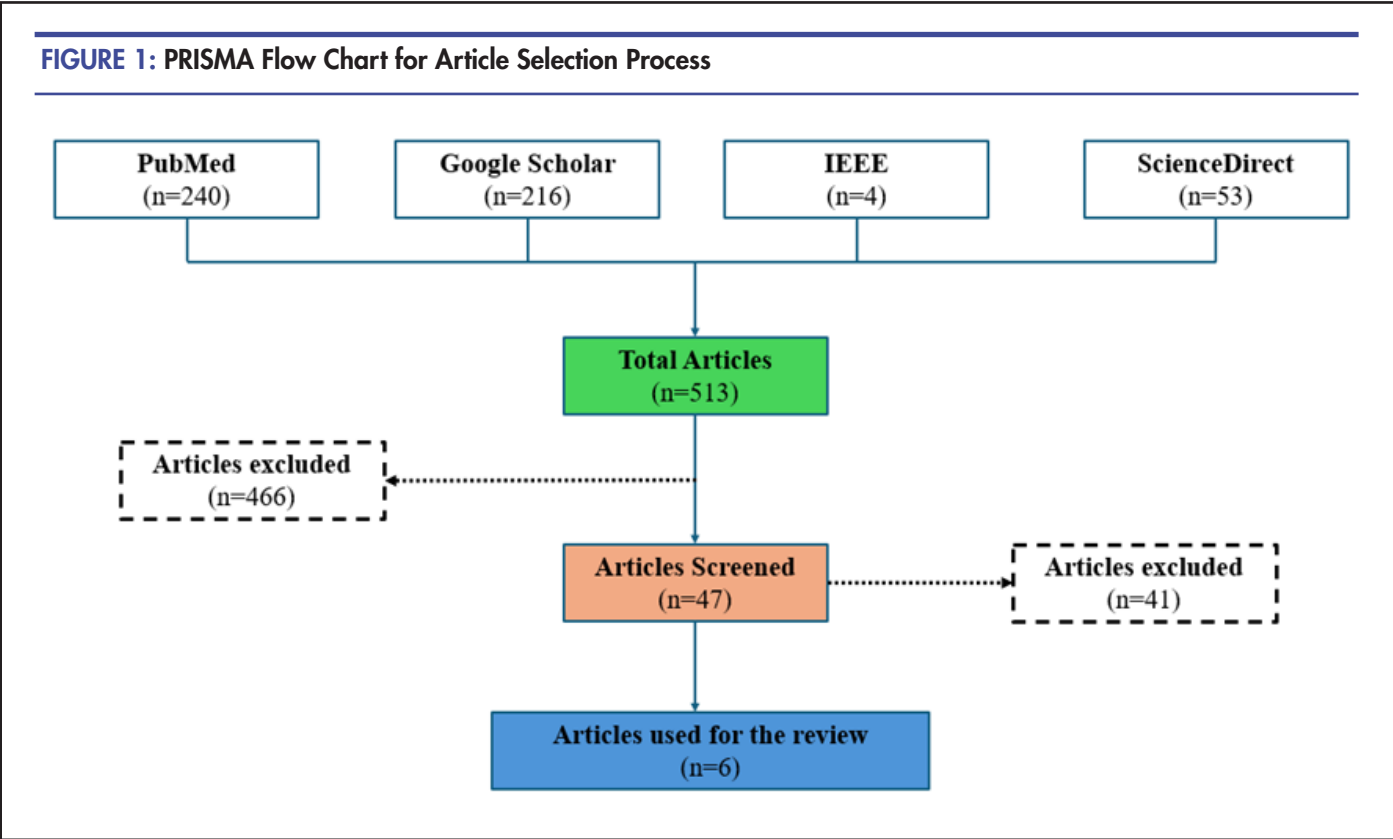 FIGURE 1: PRISMA Flow Chart for Article Selection Process
PubMed
(n=240)
Google Scholar
(n=216)
IEEE
(n=4)
ScienceDirect
(n=53)
Total Articles
(n=513)
Articles excluded
(n=466)
Articles Screened
(n=47)
Articles excluded
(n=41)
Articles used for the review
(n=6)